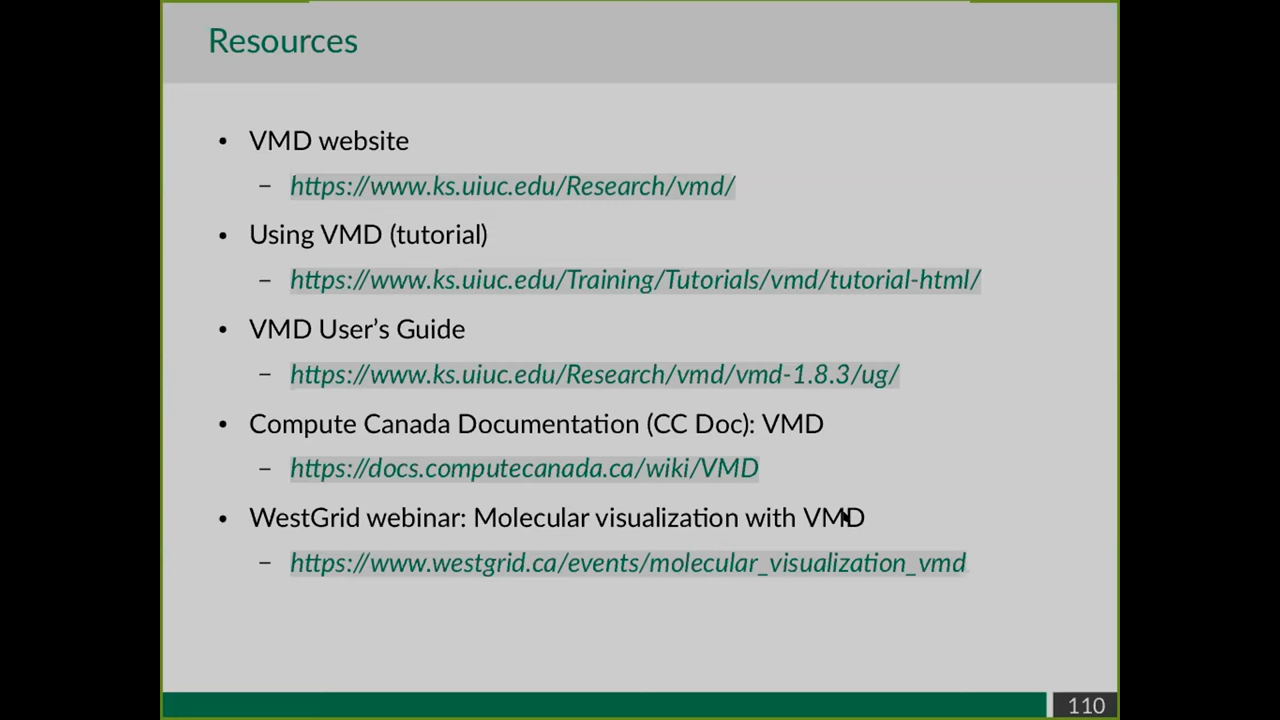 Resources
• VMD website
– https://www.ks.uiuc.edu/Research/vmd/
• Using VMD (tutorial)
– https://www.ks.uiuc.edu/Training/Tutorials/vmd/tutorial-html/
• VMD User’s Guide
– https://www.ks.uiuc.edu/Research/vmd/vmd-1.8.3/ug/
• Compute Canada Documentation (CC Doc): VMD
– https://docs.computecanada.ca/wiki/VMD
• WestGrid webinar: Molecular visualization with VMD
– https://www.westgrid.ca/events/molecular_visualization_vmd
110